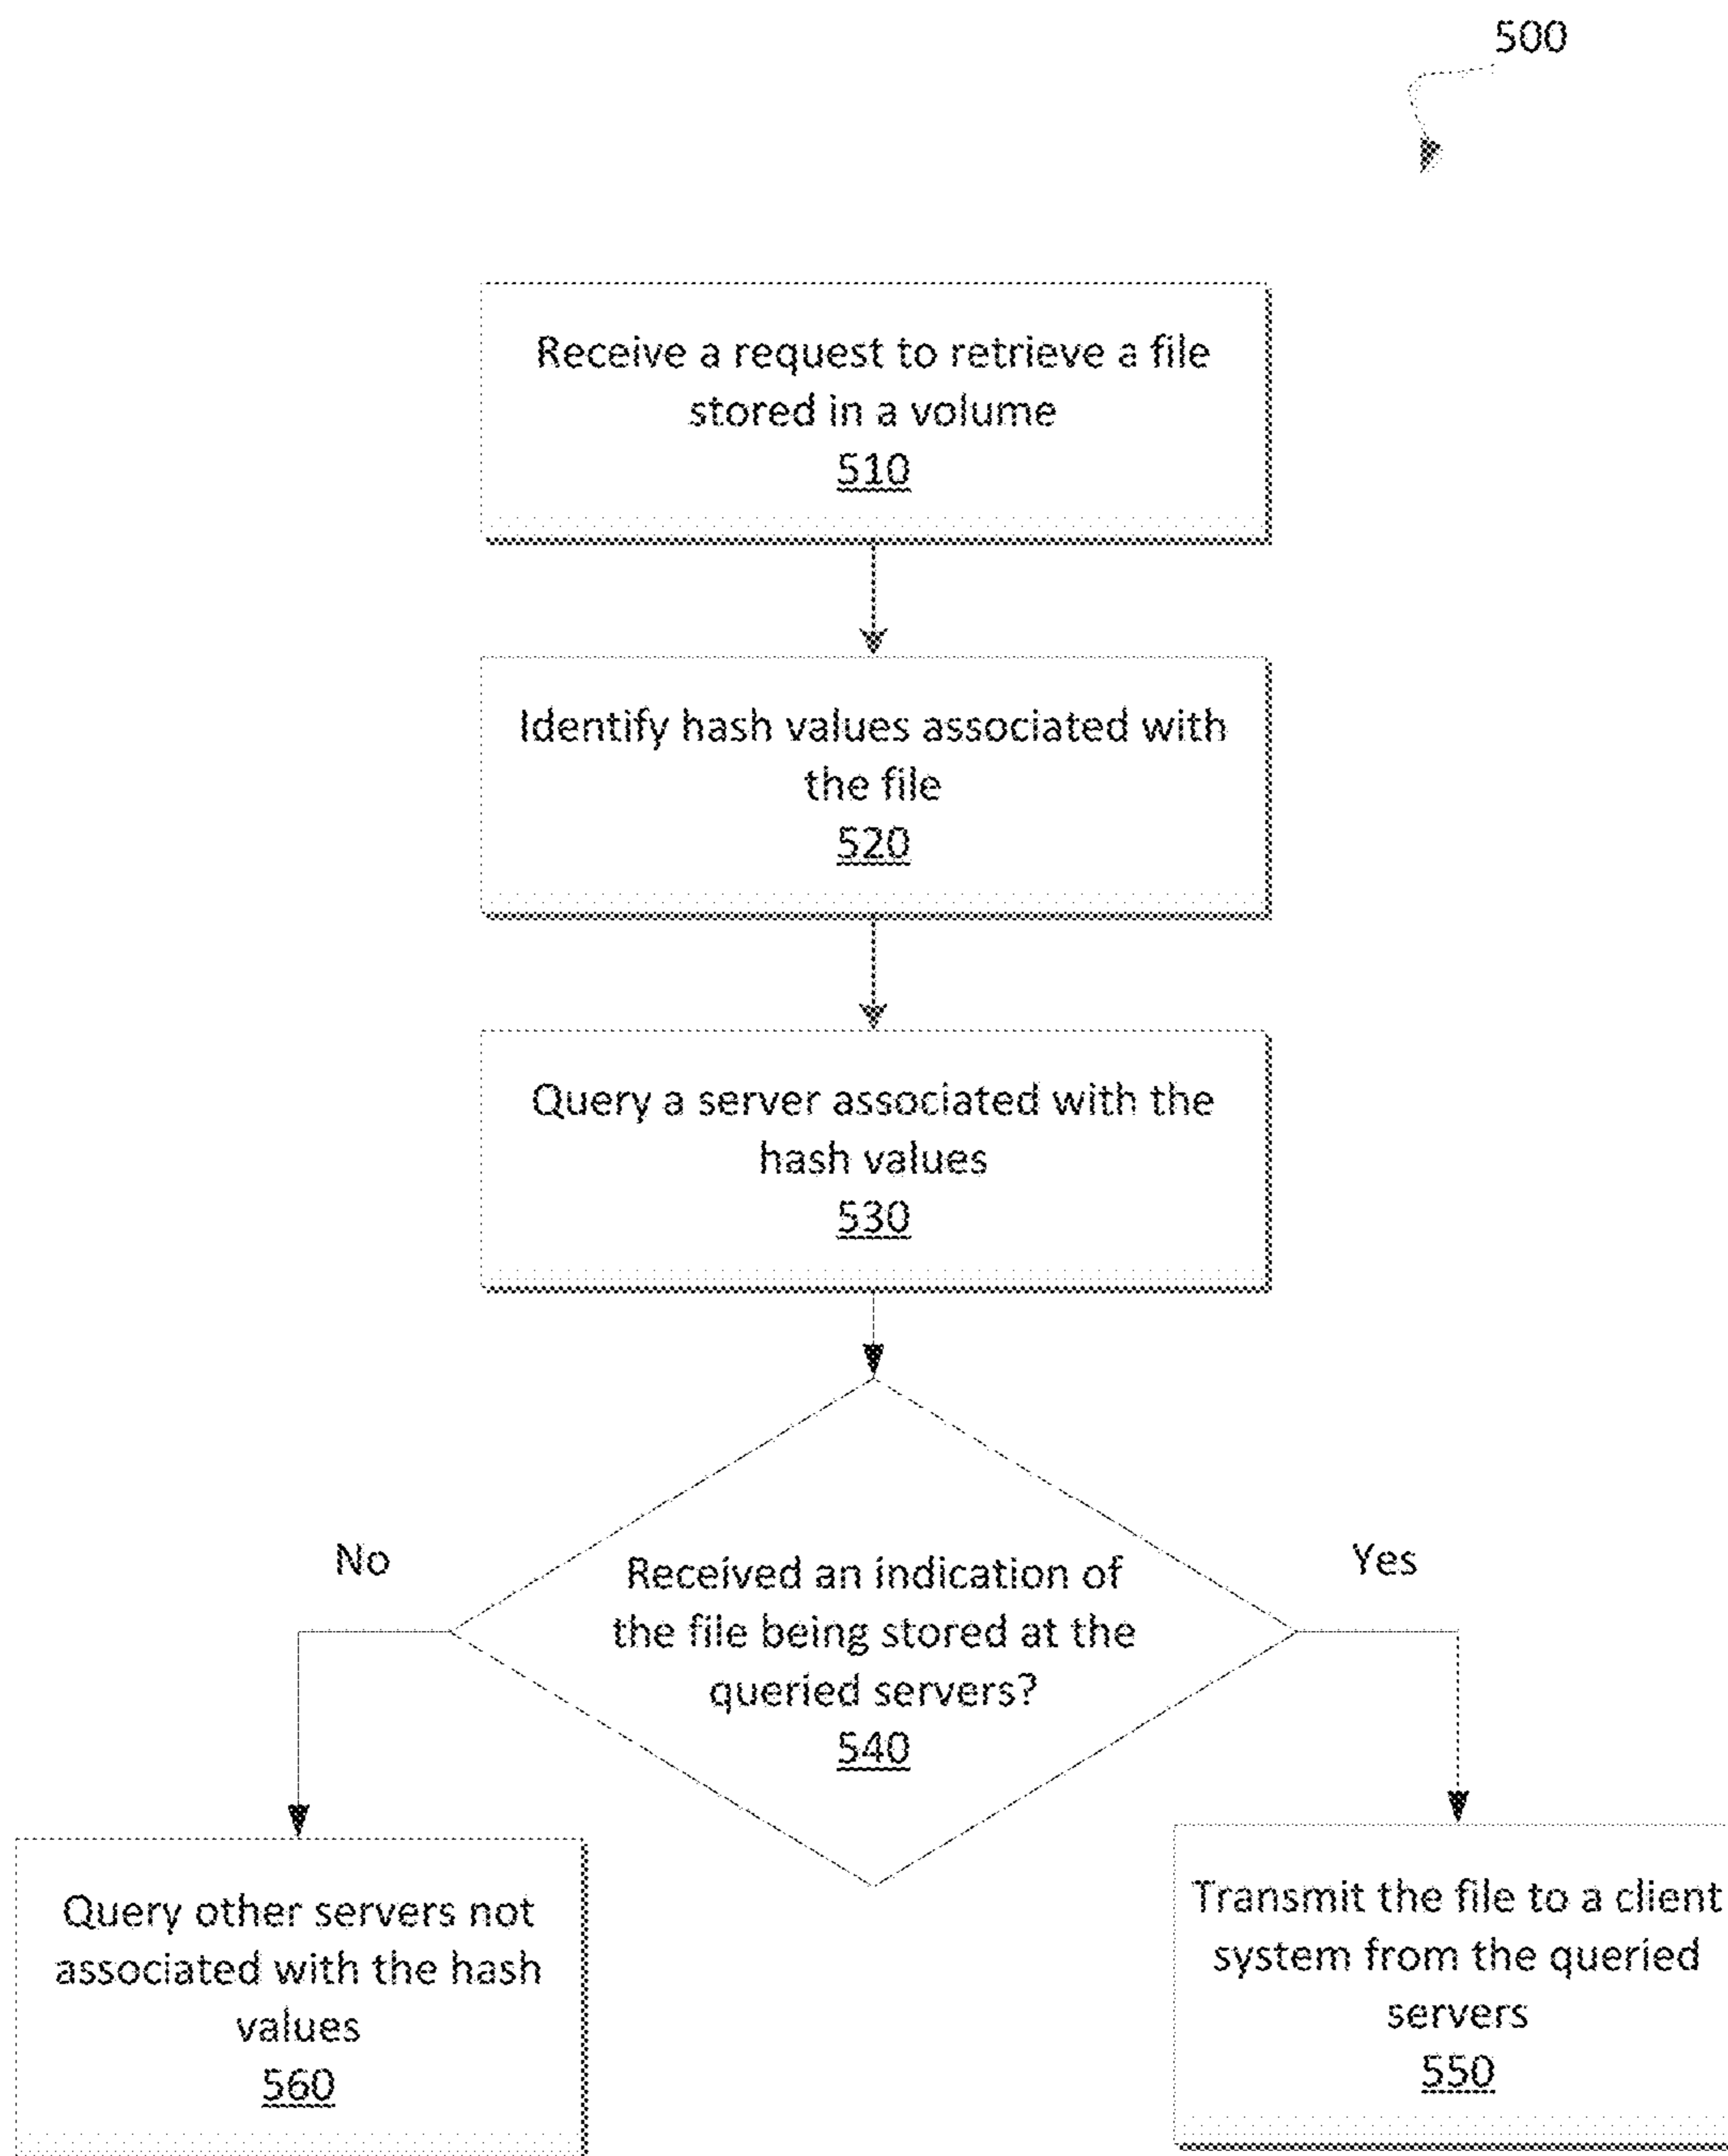 500
Receive a request to retrieve a file
stored in a volume
510
Identify hash values associated with
the file
520
Query a server associated with the
hash values
530
No
Yes
Received an indication of
the file being stored at the
queried servers?
540
Query other servers not
associated with the hash
values
560
Transmit the file to a client
system from the queried
servers
550